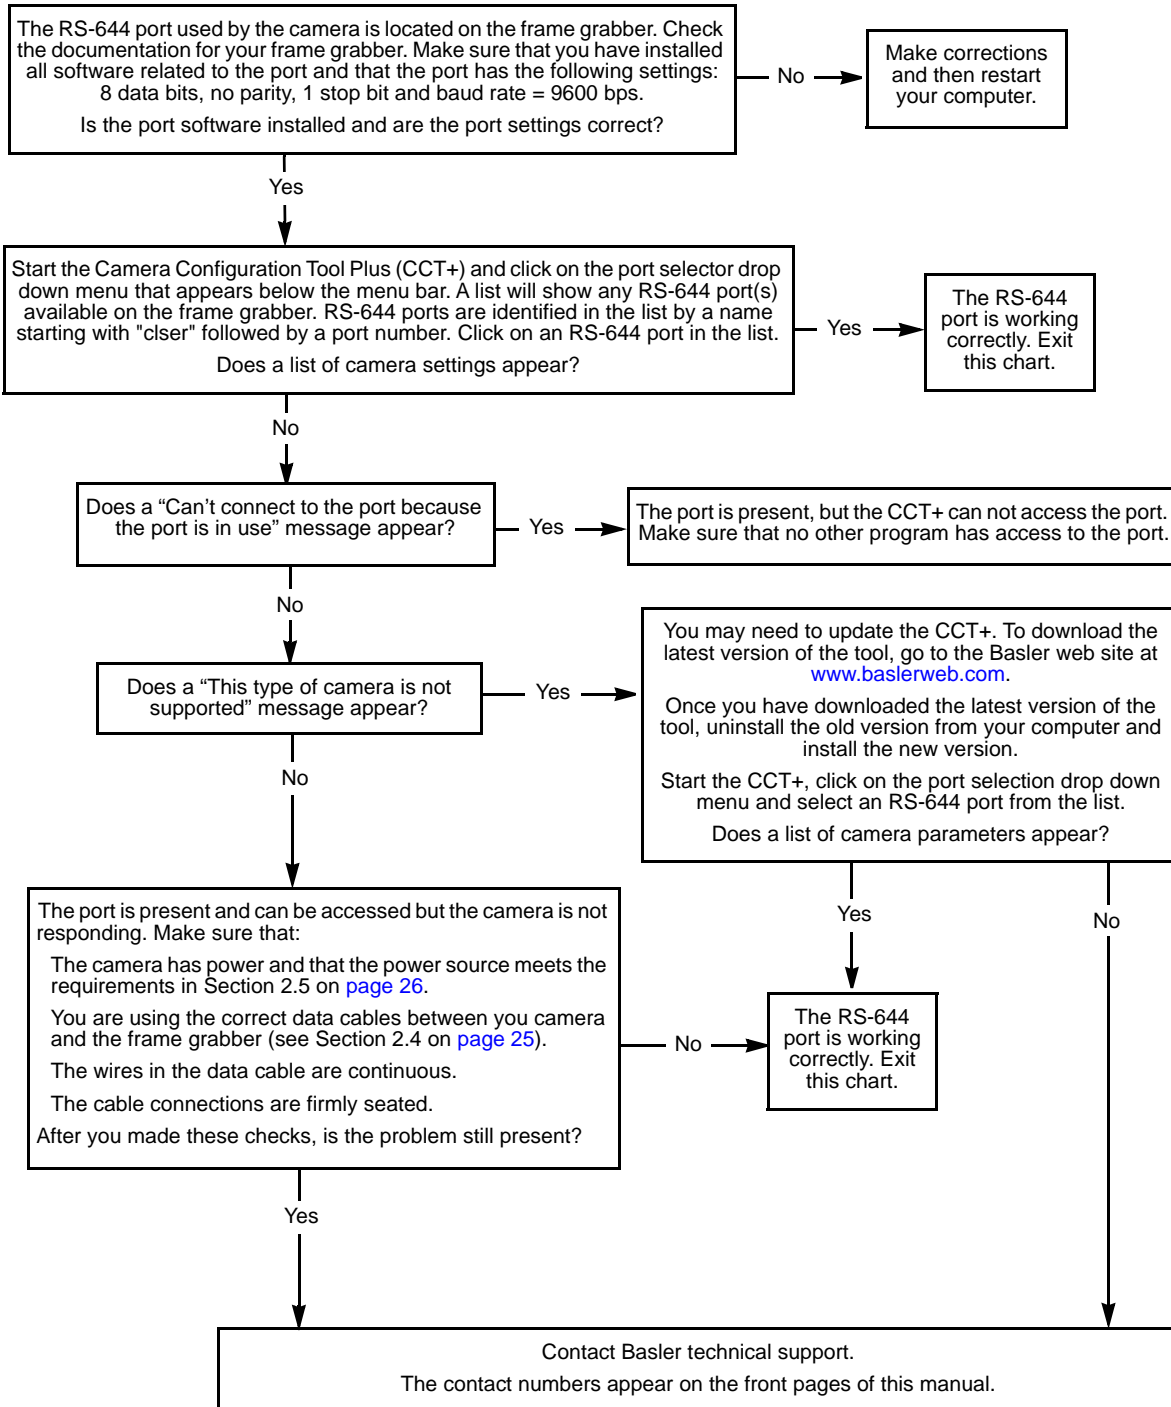 The RS-644 port used by the camera is located on the frame grabber. Check
the documentation for your frame grabber. Make sure that you have installed
all software related to the port and that the port has the following settings:
8 data bits, no parity, 1 stop bit and baud rate = 9600 bps.
Is the port software installed and are the port settings correct?
No
Make corrections
and then restart
your computer.
Yes
Start the Camera Configuration Tool Plus (CCT+) and click on the port selector drop
down menu that appears below the menu bar. A list will show any RS-644 port(s)
available on the frame grabber. RS-644 ports are identified in the list by a name
starting with "clser" followed by a port number. Click on an RS-644 port in the list.
Does a list of camera settings appear?
Yes
The RS-644
port is working
correctly. Exit
this chart.
No
Does a “Can’t connect to the port because
the port is in use” message appear?
Yes
The port is present, but the CCT+ can not access the port.
Make sure that no other program has access to the port.
No
Does a “This type of camera is not
supported” message appear?
Yes
You may need to update the CCT+. To download the
latest version of the tool, go to the Basler web site at
www.baslerweb.com.
Once you have downloaded the latest version of the
tool, uninstall the old version from your computer and
install the new version.
Start the CCT+, click on the port selection drop down
menu and select an RS-644 port from the list.
Does a list of camera parameters appear?
No
Yes
No
The port is present and can be accessed but the camera is not
responding. Make sure that:
The camera has power and that the power source meets the
requirements in Section 2.5 on page 26.
You are using the correct data cables between you camera
and the frame grabber (see Section 2.4 on page 25).
The wires in the data cable are continuous.
The cable connections are firmly seated.
After you made these checks, is the problem still present?
No
The RS-644
port is working
correctly. Exit
this chart.
Yes
Contact Basler technical support.
The contact numbers appear on the front pages of this manual.